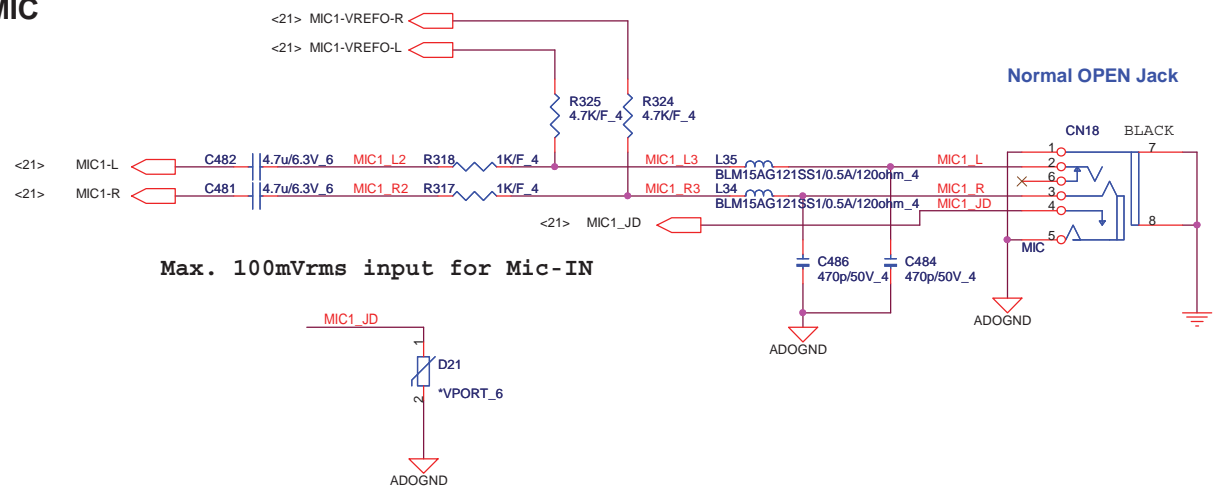 MIC
<21> MIC1-VREFO-R
<21> MIC1-VREFO-L
Normal OPEN Jack
R325
4.7K/F_4
R324
4.7K/F_4
CN18 BLACK
<21> MIC1-L C482 4.7u/6.3V_6 MIC1_L2 R318 1K/F_4 MIC1_L3 L35 MIC1_L
BLM15AG121SS1/0.5A/120ohm_4
<21> MIC1-R C481 4.7u/6.3V_6 MIC1_R2 R317 1K/F_4 MIC1_R3 L34 MIC1_R
BLM15AG121SS1/0.5A/120ohm_4 MIC1_JD
<21> MIC1_JD
1
2
6
3
4
5
7
8
MIC
Max. 100mVrms input for Mic-IN
C486
470p/50V_4
C484
470p/50V_4
ADOGND
ADOGND
MIC1_JD
1
D21
*VPORT_6
2
ADOGND